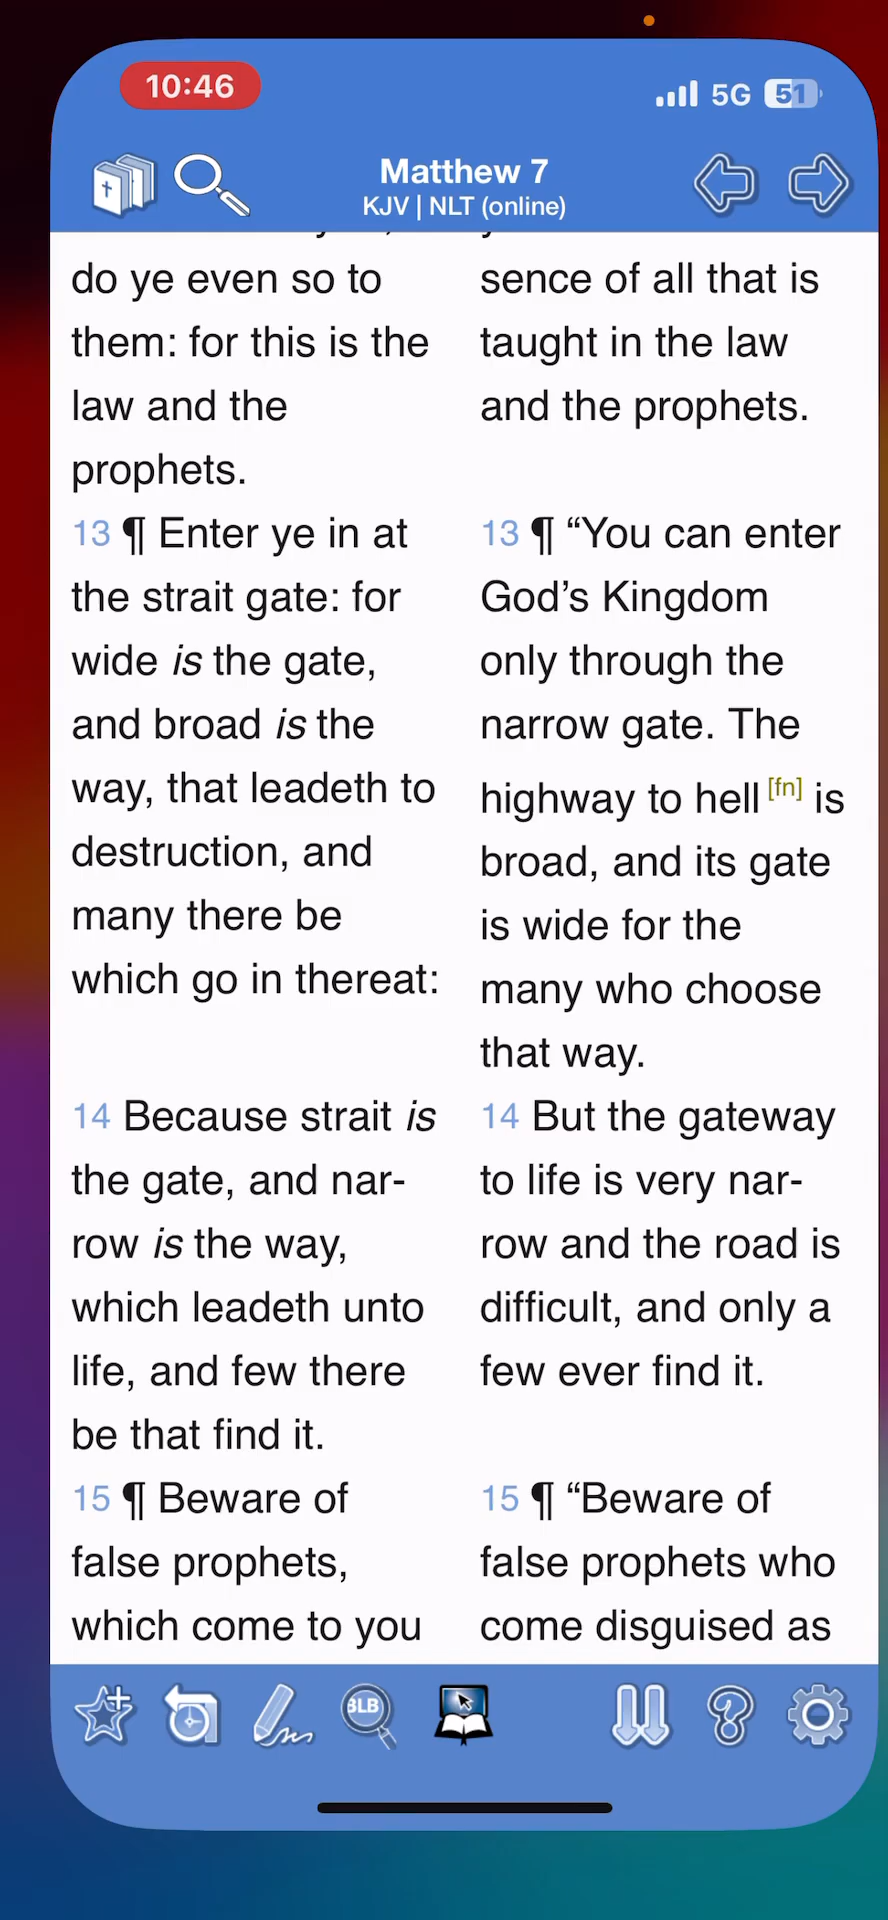 10:46
5G 51
Matthew 7
KJV | NLT (online)
do ye even so to
them: for this is the
law and the
prophets.
13 ¶ Enter ye in at
the strait gate: for
wide is the gate,
and broad is the
way, that leadeth to
destruction, and
many there be
which go in thereat:
14 Because strait is
the gate, and nar-
row is the way,
which leadeth unto
life, and few there
be that find it.
15 ¶ Beware of
false prophets,
which come to you
sence of all that is
taught in the law
and the prophets.
13 ¶ “You can enter
God’s Kingdom
only through the
narrow gate. The
highway to hell [fn] is
broad, and its gate
is wide for the
many who choose
that way.
14 But the gateway
to life is very nar-
row and the road is
difficult, and only a
few ever find it.
15 ¶ “Beware of
false prophets who
come disguised as
BLB